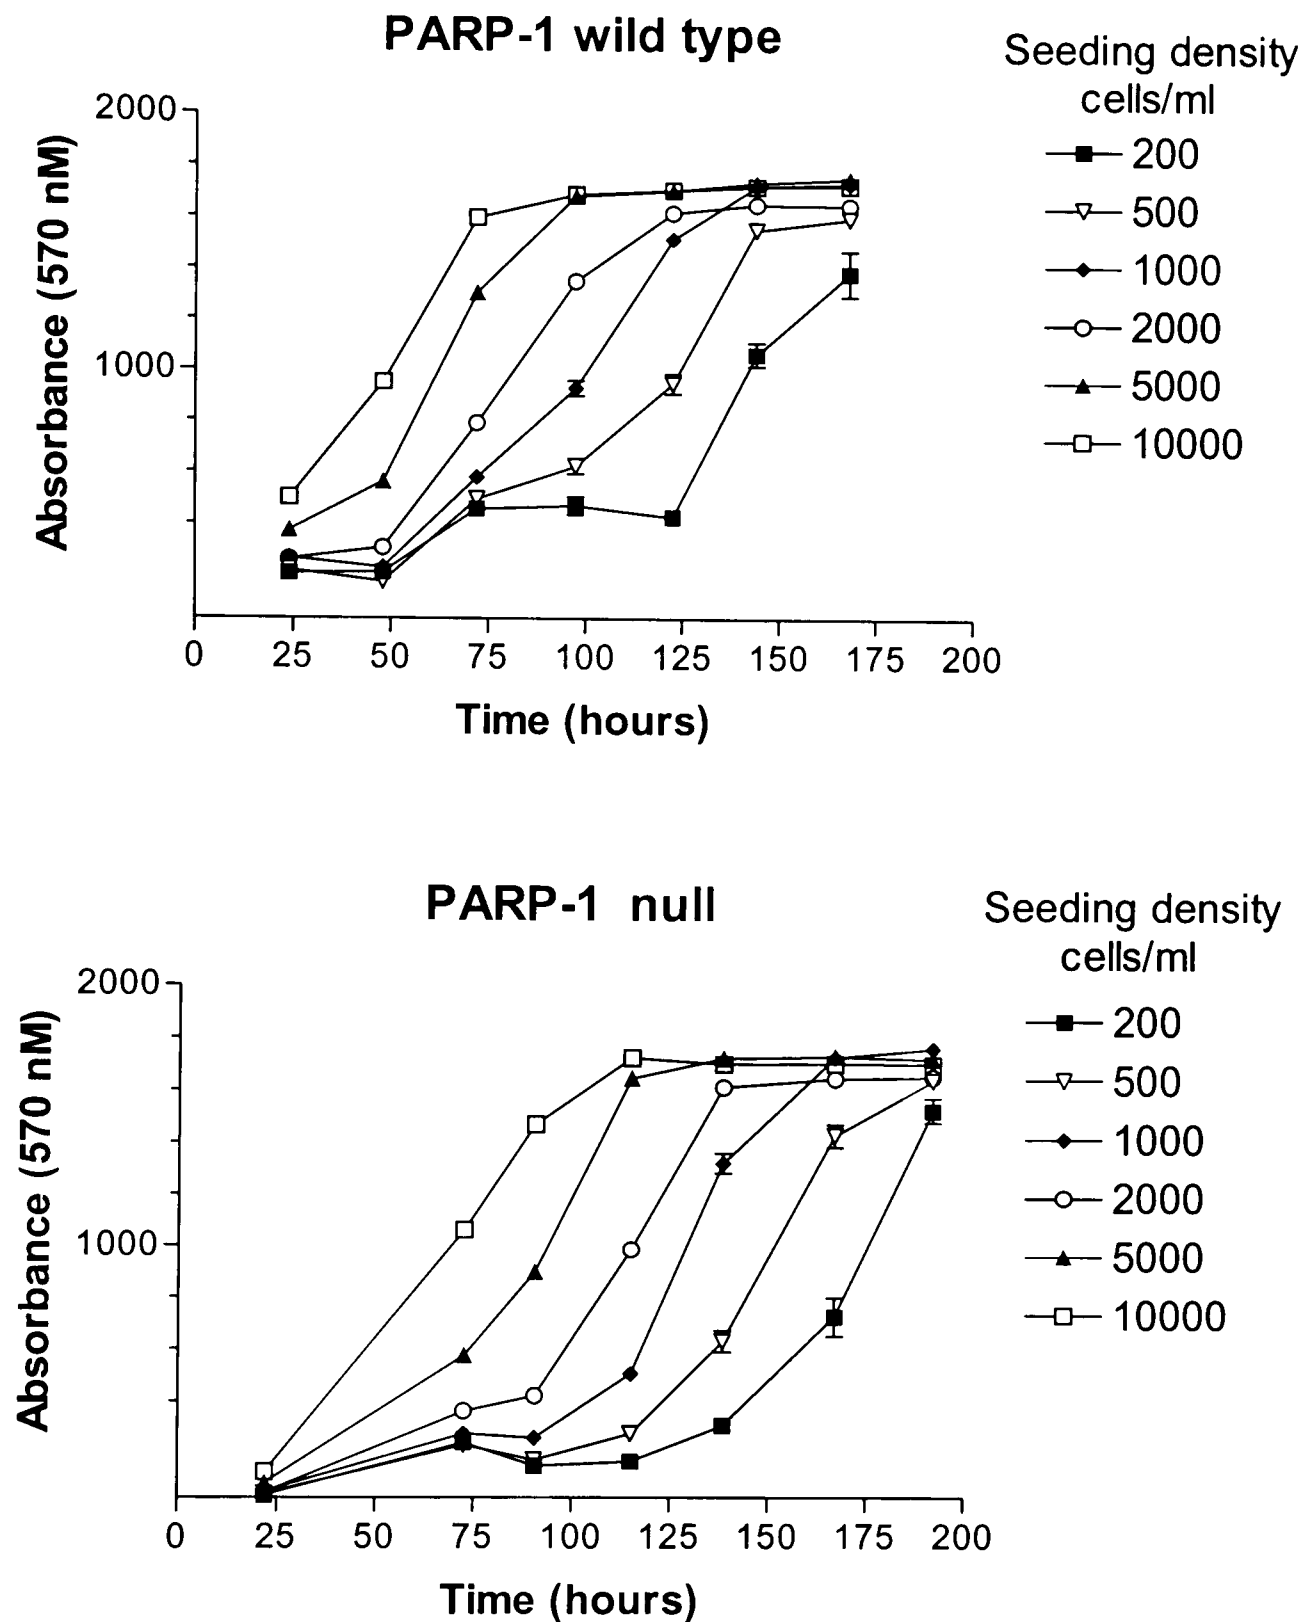 PARP-1 wild type
Seeding density
cells/ml
200
500
1000
2000
5000
10000
Absorbance (570 nM)
2000
1000
0 25 50 75 100 125 150 175 200
Time (hours)
PARP-1 null
Seeding density
cells/ml
200
500
1000
2000
5000
10000
Absorbance (570 nM)
2000
1000
0 25 50 75 100 125 150 175 200
Time (hours)